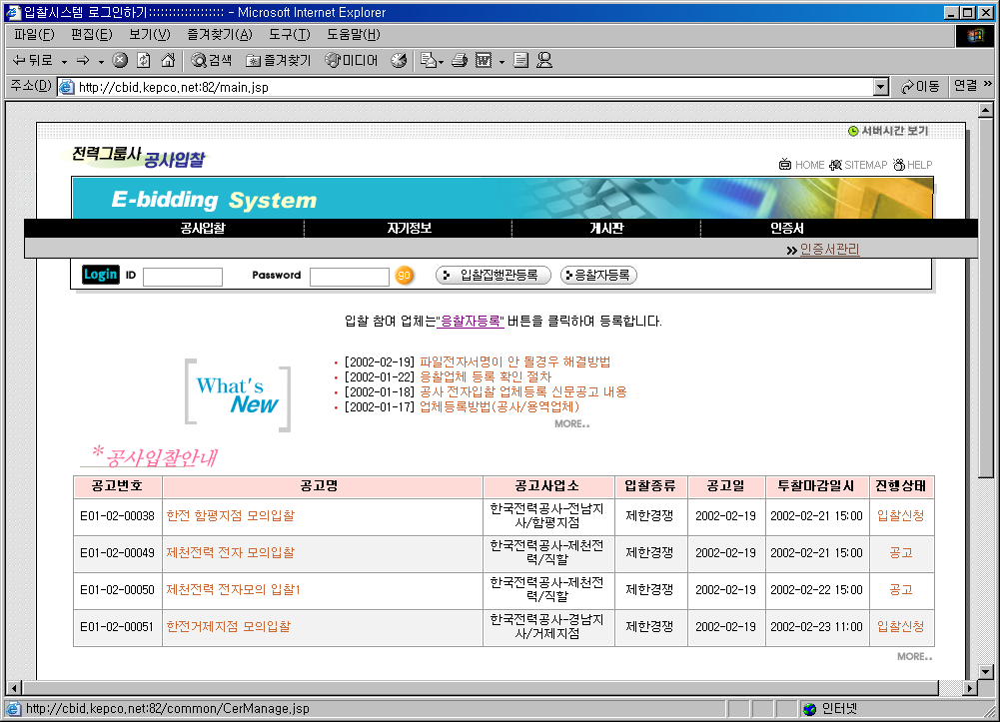 입찰시스템 로그인하기:::::::::::::::::: - Microsoft Internet Explorer
파일(F) 편집(E) 보기(V) 즐겨찾기(A) 도구(T) 도움말(H)
뒤로 검색 즐겨찾기 미디어
주소(D) http://cbid.kepco.net:82/main.jsp 이동 연결 »
서버시간 보기
전력그룹사 공사입찰
HOME SITEMAP HELP
E-bidding System
공사입찰 자기정보 게시판 인증서
인증서관리
Login ID Password GO 입찰집행관등록 응찰자등록
입찰 참여 업체는"응찰자등록" 버튼을 클릭하여 등록합니다.
What's New
[2002-02-19] 파일전자서명이 안 될경우 해결방법
[2002-01-22] 응찰업체 등록 확인 절차
[2002-01-18] 공사 전자입찰 업체등록 신문공고 내용
[2002-01-17] 업체등록방법(공사/용역업체)
MORE..
*공사입찰안내
공고번호 공고명 공고사업소 입찰종류 공고일 투찰마감일시 진행상태
E01-02-00038 한전 함평지점 모의입찰 한국전력공사-전남지사/함평지점 제한경쟁 2002-02-19 2002-02-21 15:00 입찰신청
E01-02-00049 제천전력 전자 모의입찰 한국전력공사-제천전력/직할 제한경쟁 2002-02-19 2002-02-21 15:00 공고
E01-02-00050 제천전력 전자모의 입찰1 한국전력공사-제천전력/직할 제한경쟁 2002-02-19 2002-02-22 15:00 공고
E01-02-00051 한전거제지점 모의입찰 한국전력공사-경남지사/거제지점 제한경쟁 2002-02-19 2002-02-23 11:00 입찰신청
MORE..
http://cbid.kepco.net:82/common/CerManage.jsp 인터넷